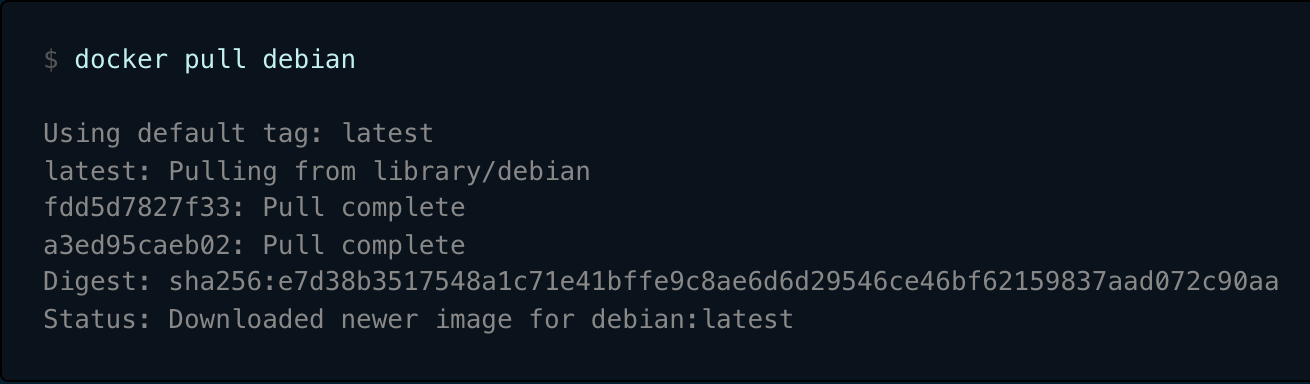 $ docker pull debian
Using default tag: latest
latest: Pulling from library/debian
fdd5d7827f33: Pull complete
a3ed95caeb02: Pull complete
Digest: sha256:e7d38b3517548a1c71e41bffe9c8ae6d6d29546ce46bf62159837aad072c90aa
Status: Downloaded newer image for debian:latest